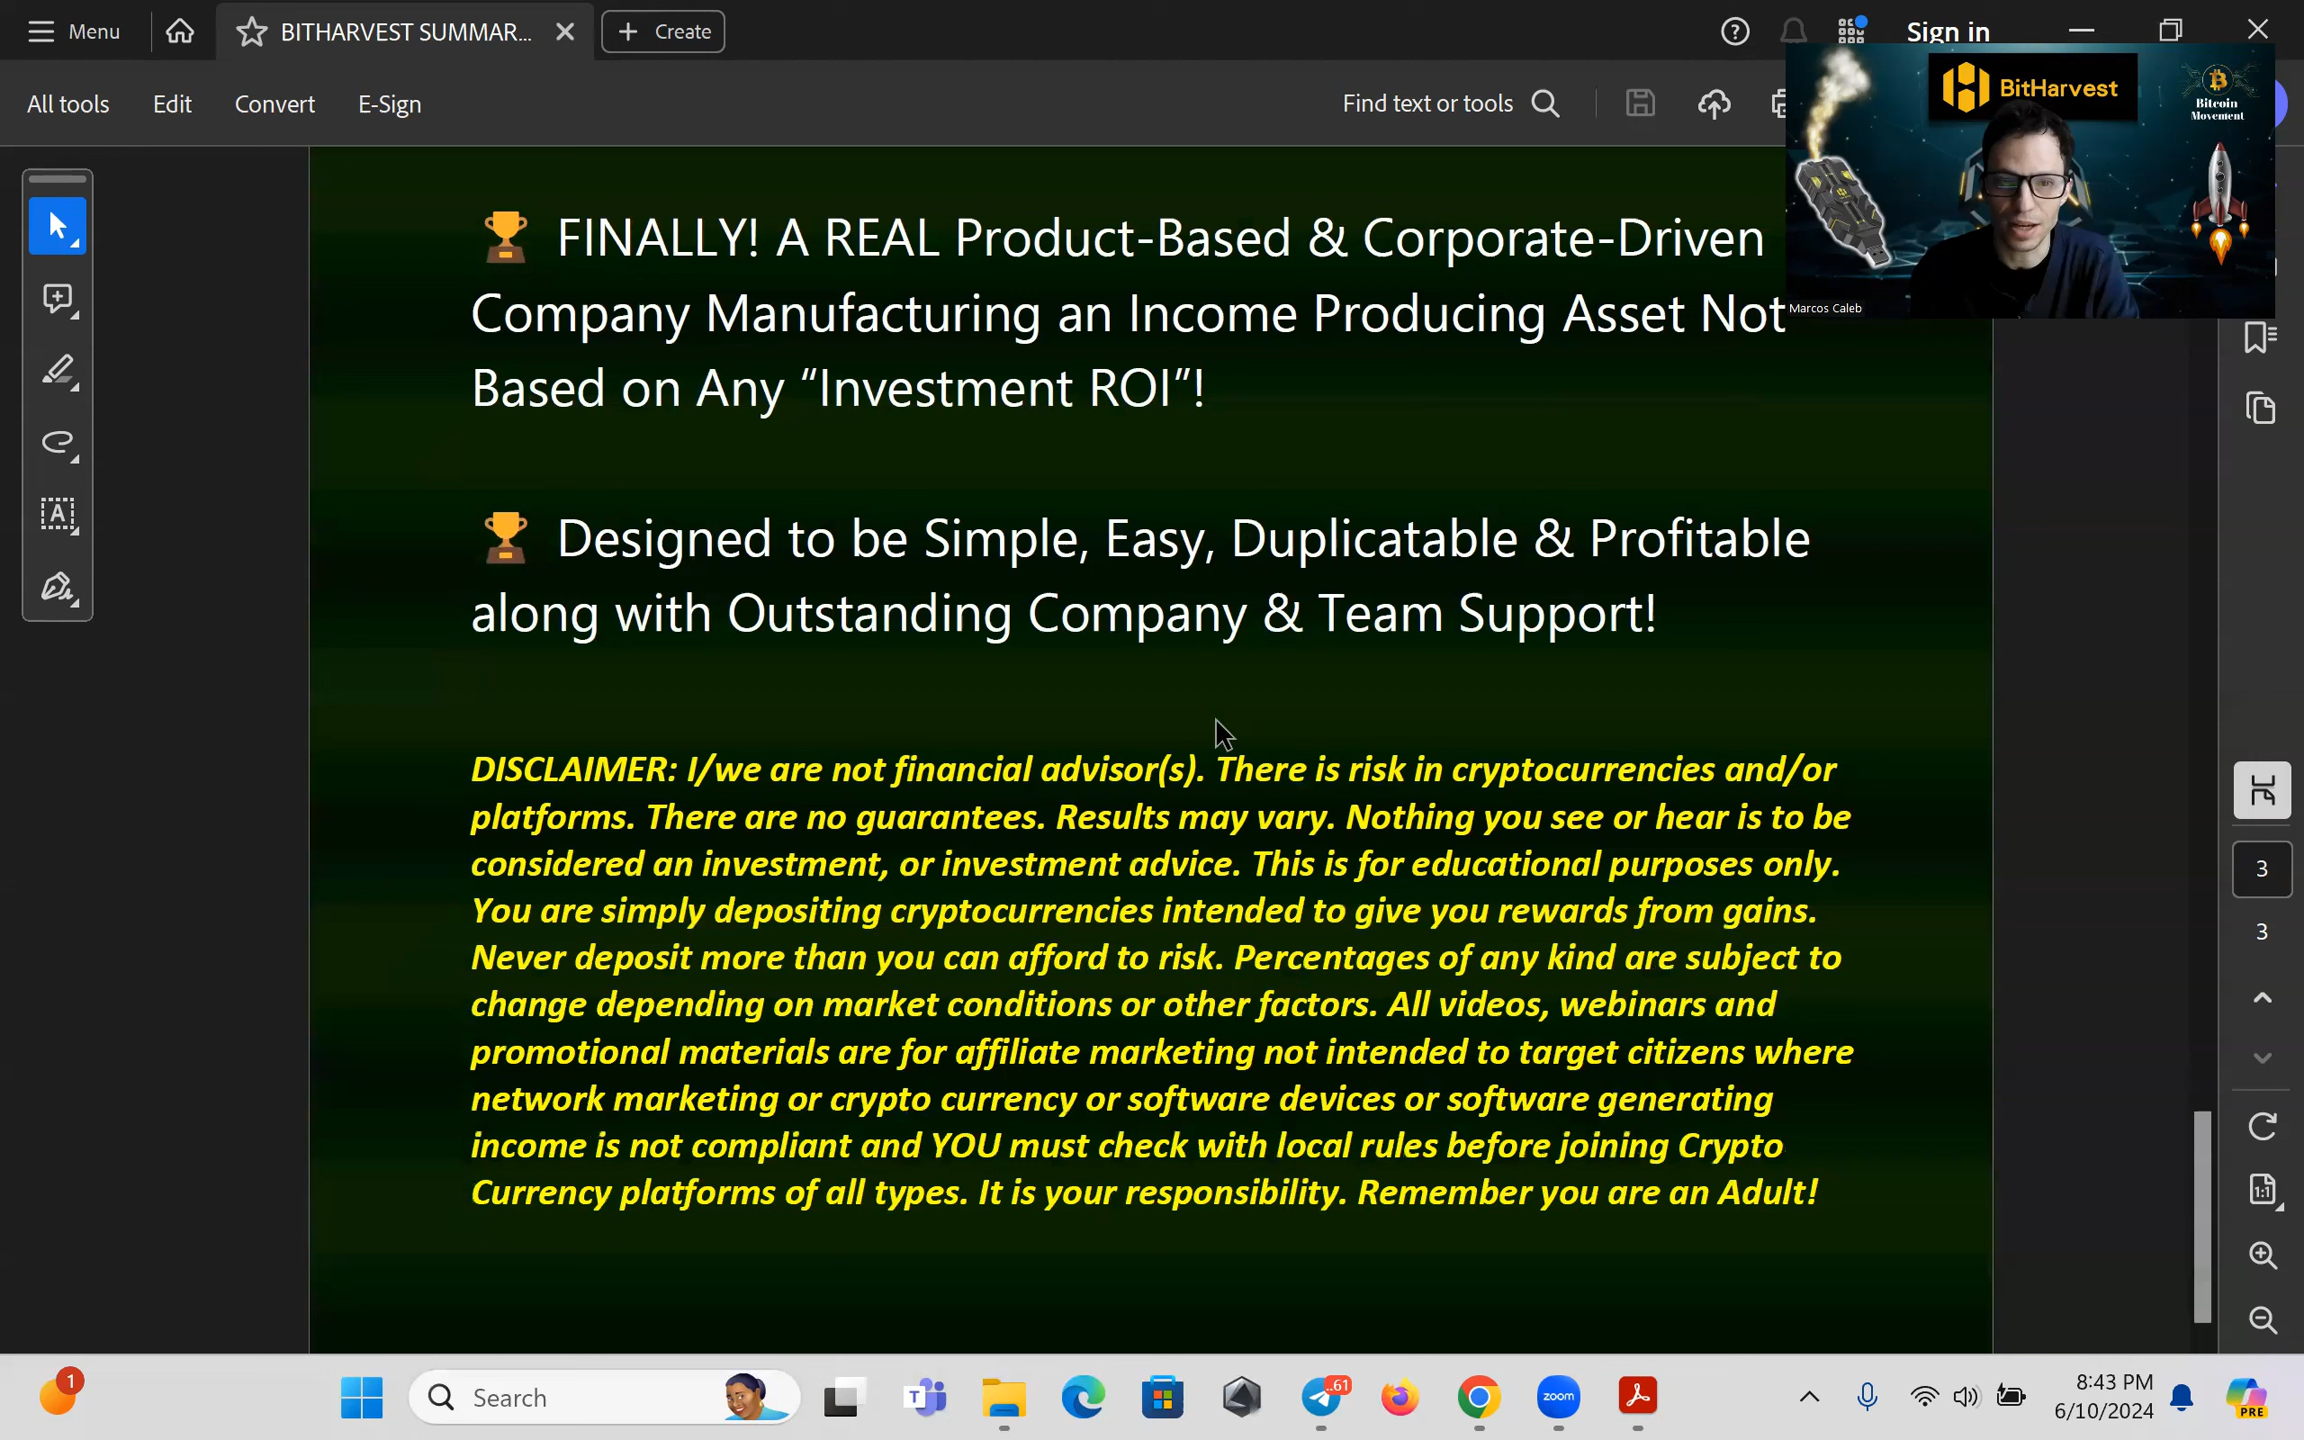 Menu
BITHARVEST SUMMAR...
Create
Sign in
All tools
Edit
Convert
E-Sign
Find text or tools
BitHarvest
Bitcoin
Movement
Marcos Caleb
FINALLY! A REAL Product-Based & Corporate-Driven
Company Manufacturing an Income Producing Asset Not
Based on Any “Investment ROI”!
Designed to be Simple, Easy, Duplicatable & Profitable
along with Outstanding Company & Team Support!
DISCLAIMER: I/we are not financial advisor(s). There is risk in cryptocurrencies and/or
platforms. There are no guarantees. Results may vary. Nothing you see or hear is to be
considered an investment, or investment advice. This is for educational purposes only.
You are simply depositing cryptocurrencies intended to give you rewards from gains.
Never deposit more than you can afford to risk. Percentages of any kind are subject to
change depending on market conditions or other factors. All videos, webinars and
promotional materials are for affiliate marketing not intended to target citizens where
network marketing or crypto currency or software devices or software generating
income is not compliant and YOU must check with local rules before joining Crypto
Currency platforms of all types. It is your responsibility. Remember you are an Adult!
3
3
1:1
1
Search
61
zoom
8:43 PM
6/10/2024
PRE